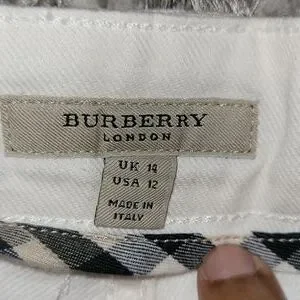 BURBERRY
LONDON
UK 14
USA 12
MADE IN
ITALY